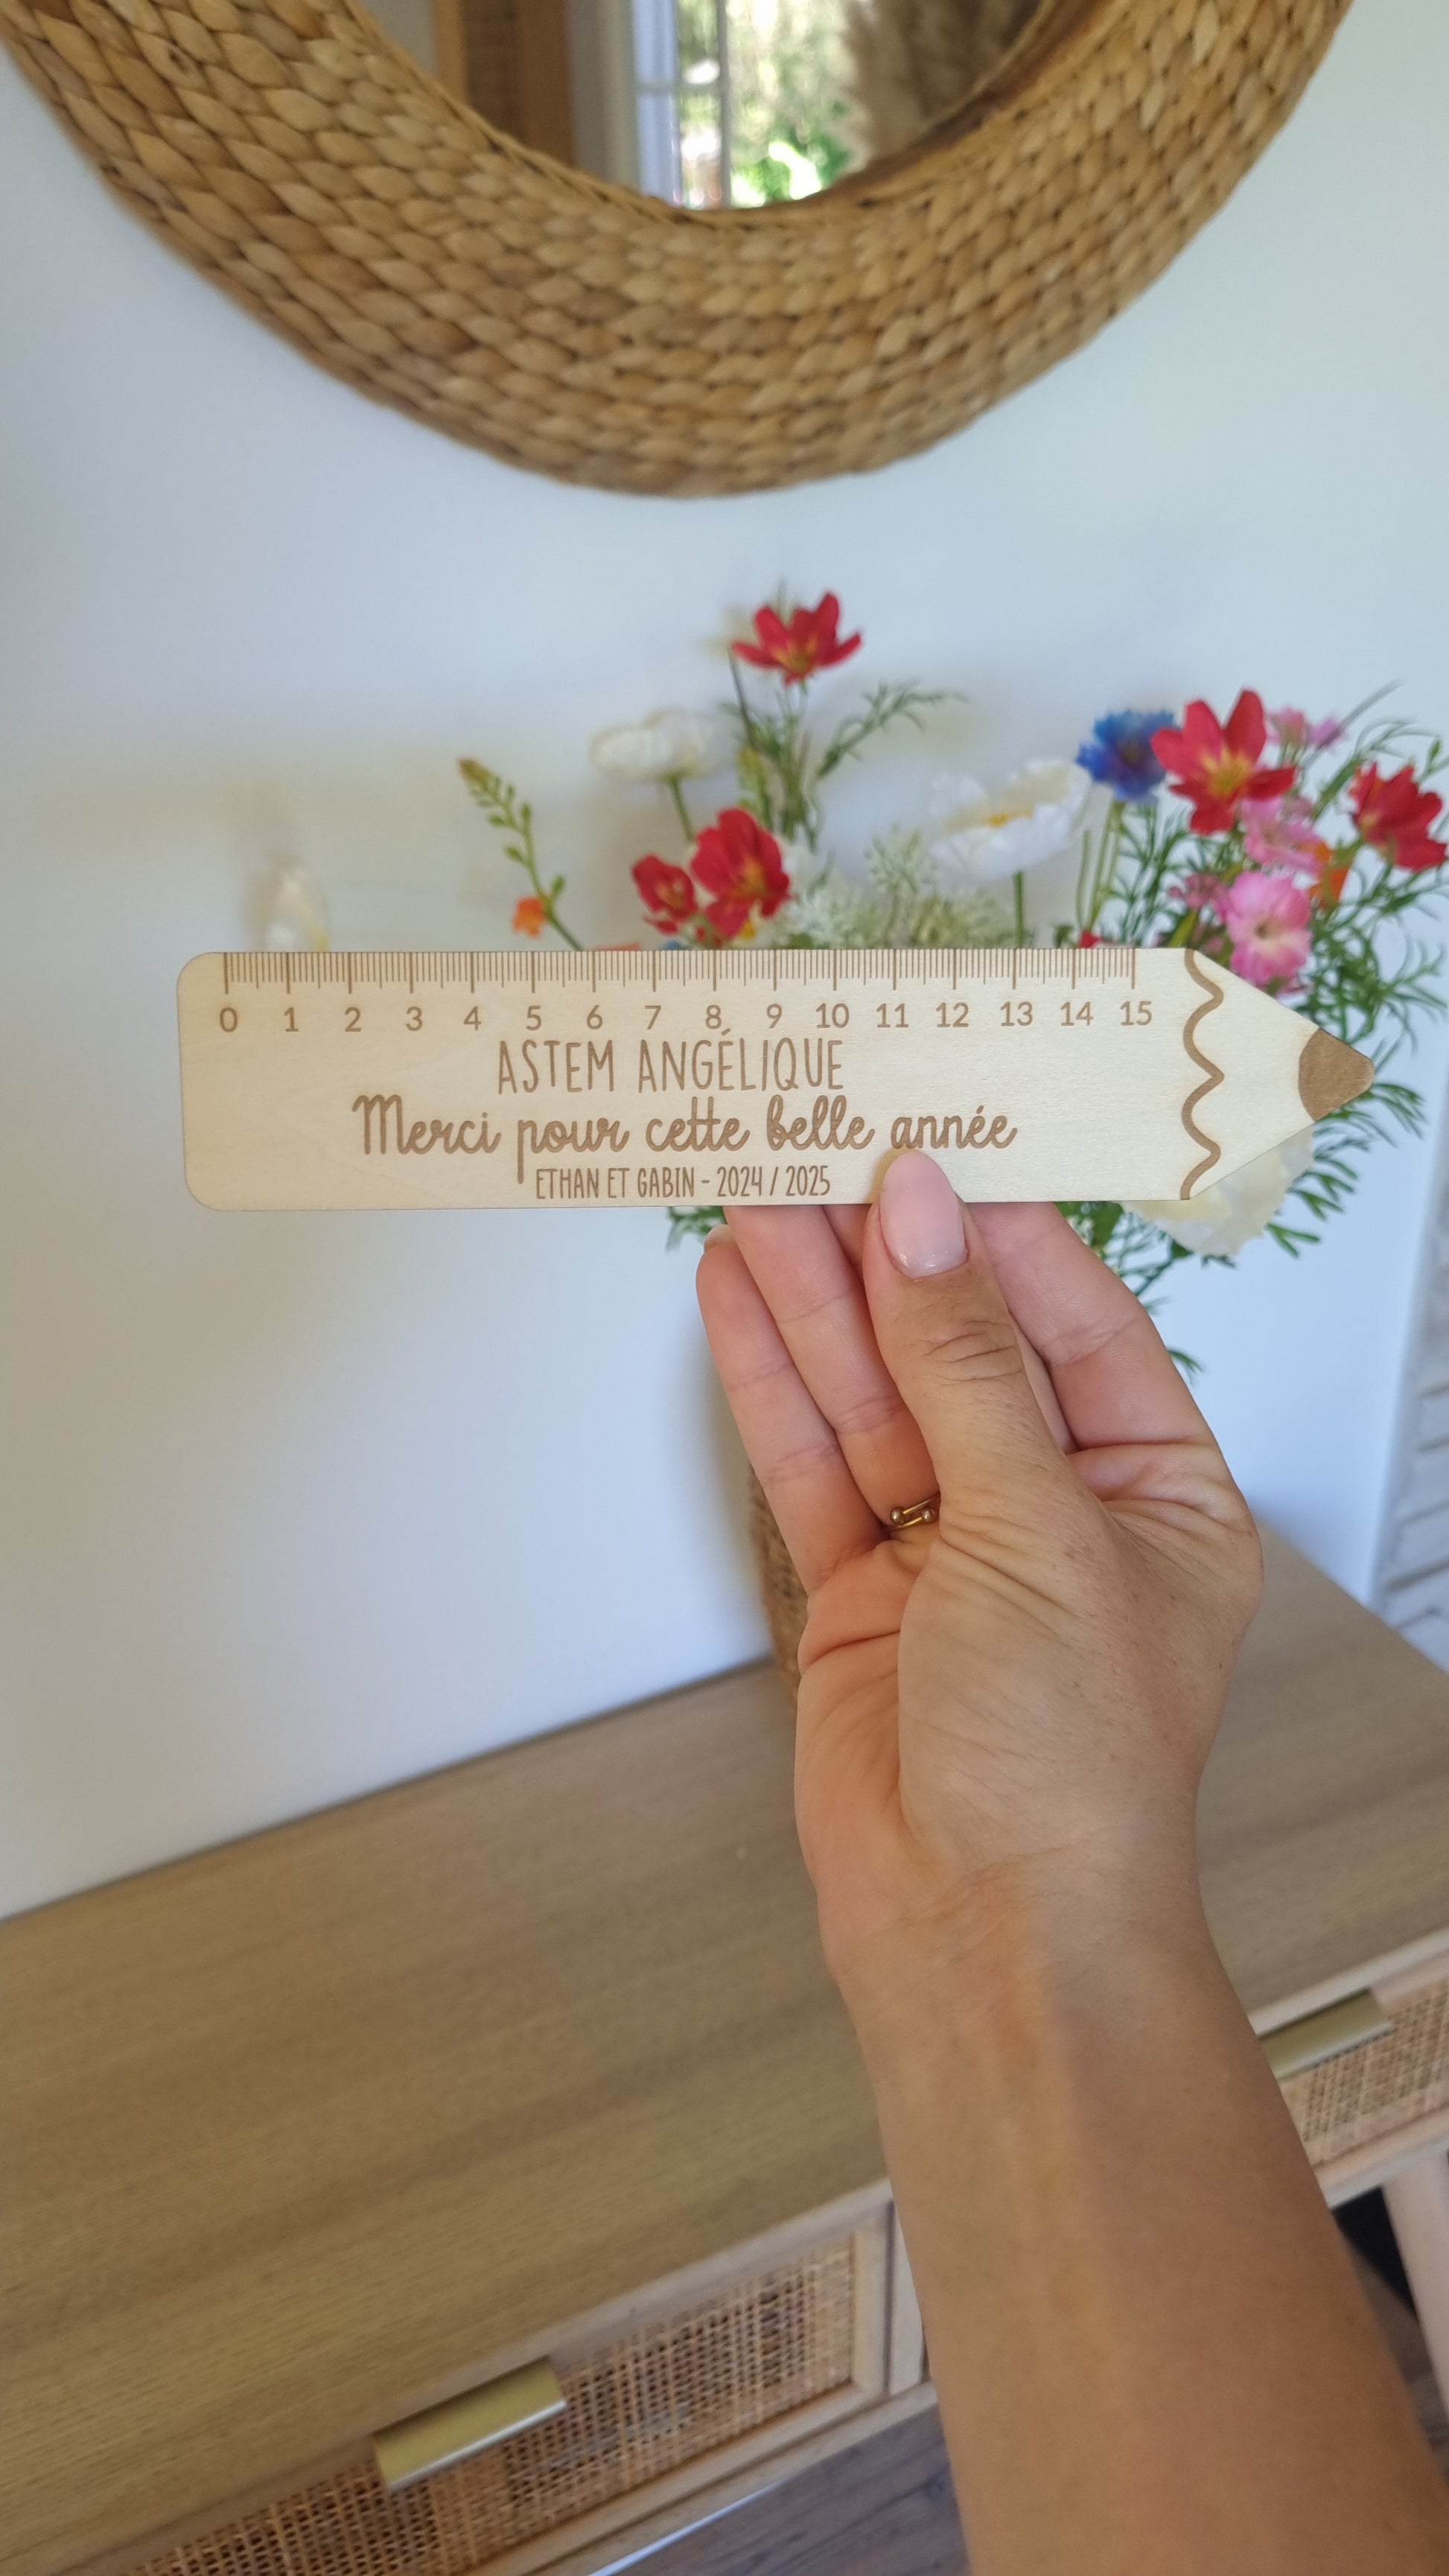 0 1 2 3 4 5 6 7 8 9 10 11 12 13 14 15
ASTEM ANGÉLIQUE
Merci pour cette belle année
ETHAN ET GABIN - 2024 / 2025